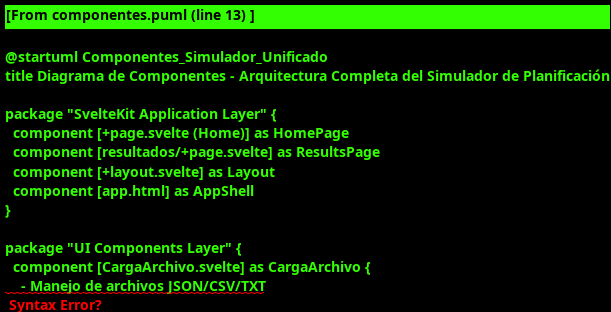 [From componentes.puml (line 13) ]
@startuml Componentes_Simulador_Unificado
title Diagrama de Componentes - Arquitectura Completa del Simulador de Planificación
package "SvelteKit Application Layer" {
component [+page.svelte (Home)] as HomePage
component [resultados/+page.svelte] as ResultsPage
component [+layout.svelte] as Layout
component [app.html] as AppShell
}
package "UI Components Layer" {
component [CargaArchivo.svelte] as CargaArchivo {
- Manejo de archivos JSON/CSV/TXT
Syntax Error?